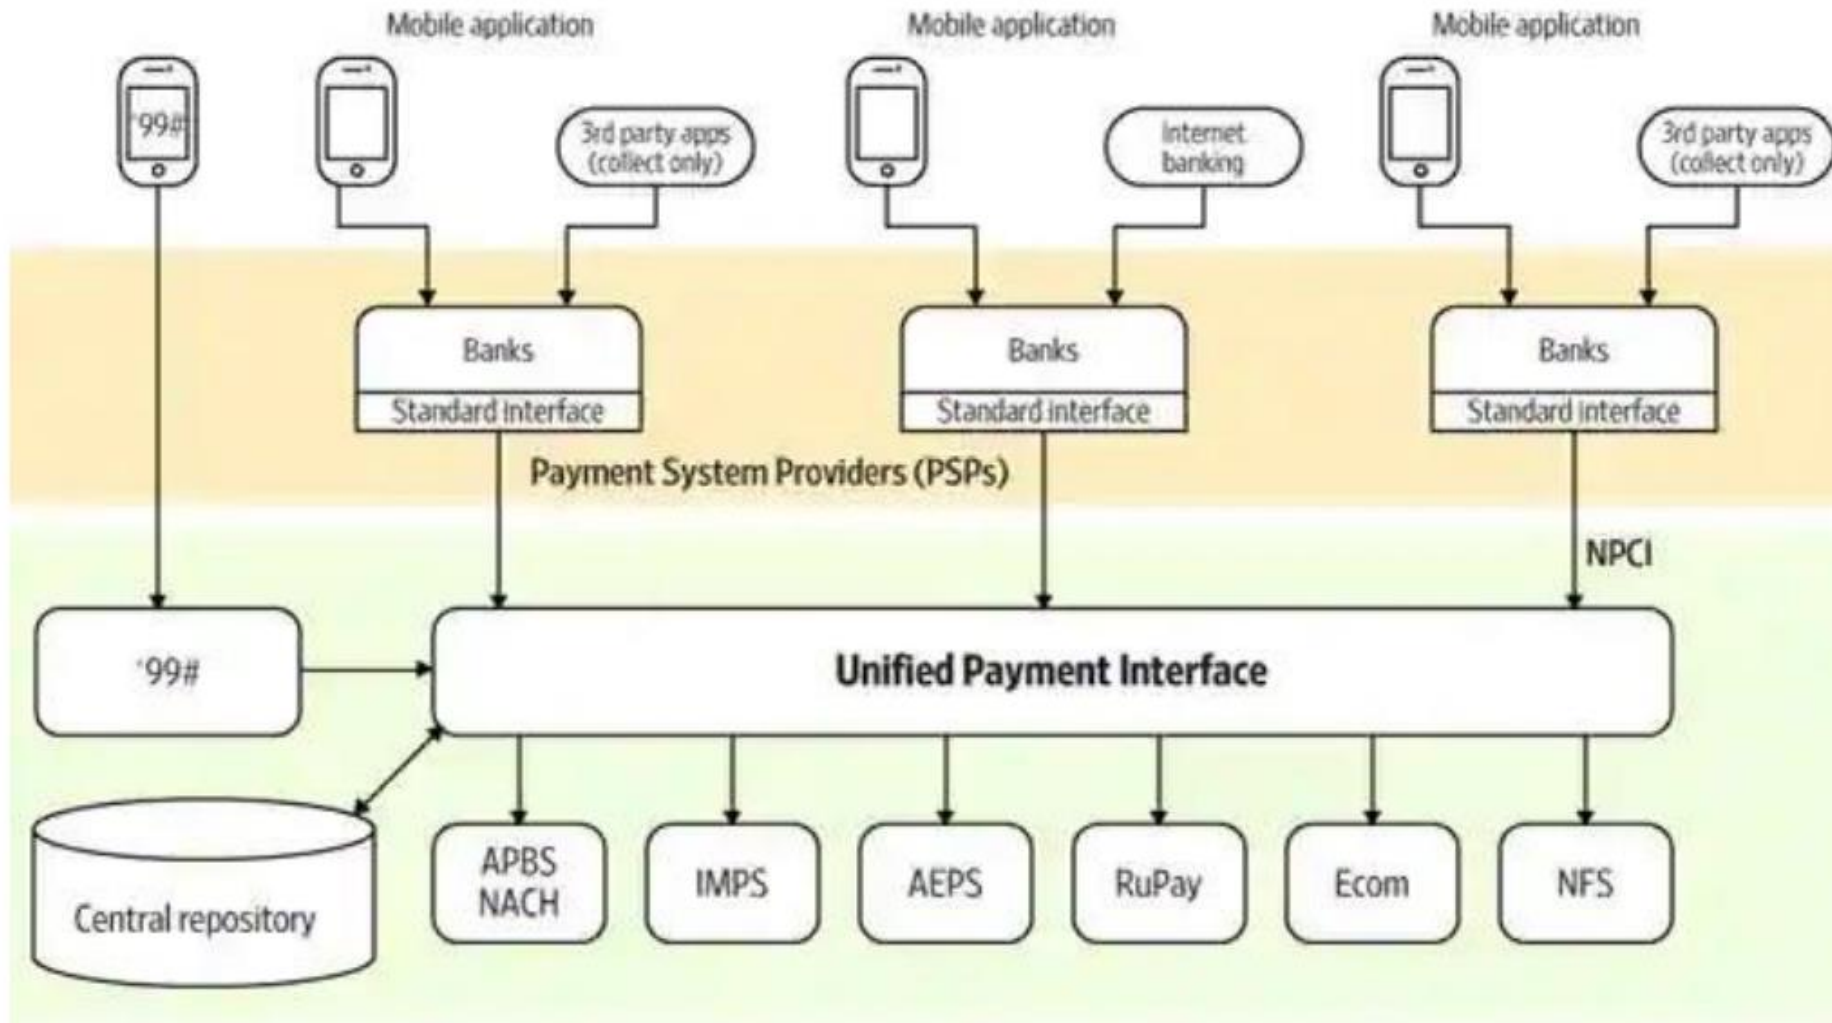 Mobile application
Mobile application
Mobile application
*99#
3rd party apps
(collect only)
Internet
banking
3rd party apps
(collect only)
Banks
Standard interface
Banks
Standard interface
Banks
Standard interface
Payment System Providers (PSPs)
NPCI
*99#
Unified Payment Interface
Central repository
APBS
NACH
IMPS
AEPS
RuPay
Ecom
NFS